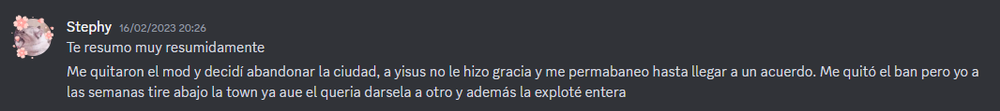 Stephy 16/02/2023 20:26
Te resumo muy resumidamente
Me quitaron el mod y decidí abandonar la ciudad, a yisus no le hizo gracia y me permabaneo hasta llegar a un acuerdo. Me quitó el ban pero yo a
las semanas tire abajo la town ya aue el queria darsela a otro y además la exploté entera